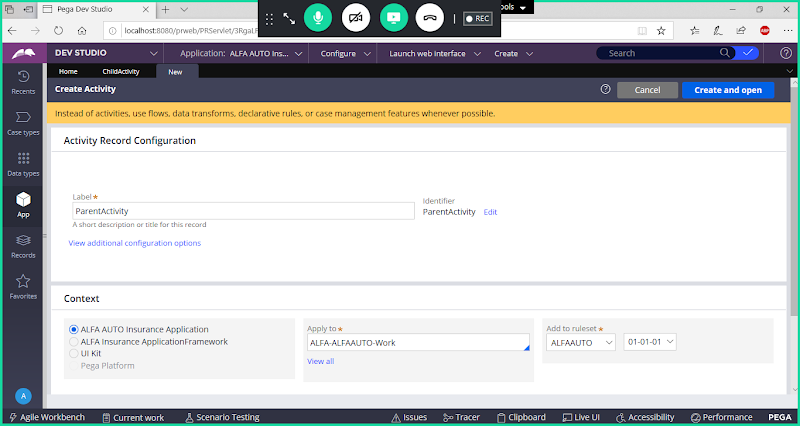 Pega Dev Studio
ools
REC
localhost:8080/prweb/PRServlet/3RgaLF
ABP
DEV STUDIO
Application: ALFA AUTO Ins...
Configure
Launch web interface
Create
Search
Home
ChildActivity
New
Recents
Create Activity
Cancel
Create and open
Instead of activities, use flows, data transforms, declarative rules, or case management features whenever possible.
Case types
Activity Record Configuration
Data types
Label ★
Identifier
ParentActivity
ParentActivity
Edit
App
A short description or title for this record
View additional configuration options
Records
Favorites
Context
ALFA AUTO Insurance Application
ALFA Insurance ApplicationFramework
UI Kit
Pega Platform
Apply to ★
ALFA-ALFAAUTO-Work
View all
Add to ruleset ★
ALFAAUTO
01-01-01
A
Agile Workbench
Current work
Scenario Testing
Issues
Tracer
Clipboard
Live UI
Accessibility
Performance
PEGA